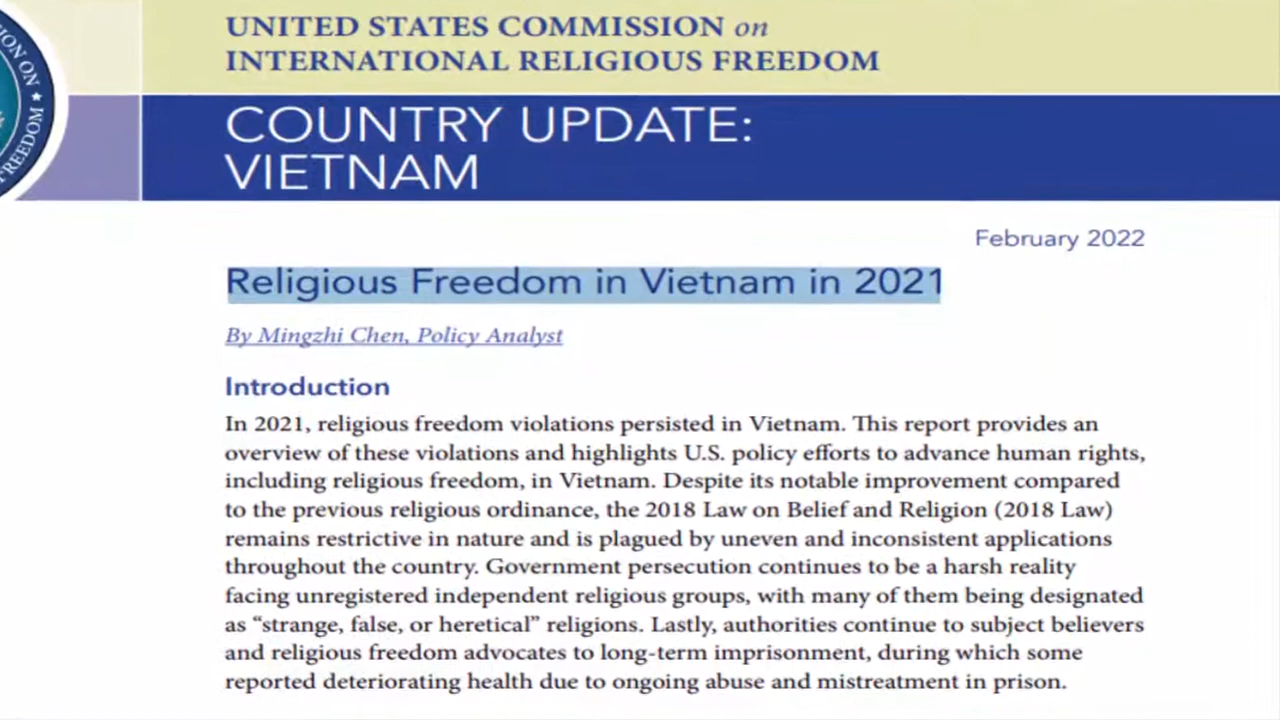 ION ON
★
FREEDOM
UNITED STATES COMMISSION on
INTERNATIONAL RELIGIOUS FREEDOM
COUNTRY UPDATE:
VIETNAM
February 2022
Religious Freedom in Vietnam in 2021
By Mingzhi Chen, Policy Analyst
Introduction
In 2021, religious freedom violations persisted in Vietnam. This report provides an
overview of these violations and highlights U.S. policy efforts to advance human rights,
including religious freedom, in Vietnam. Despite its notable improvement compared
to the previous religious ordinance, the 2018 Law on Belief and Religion (2018 Law)
remains restrictive in nature and is plagued by uneven and inconsistent applications
throughout the country. Government persecution continues to be a harsh reality
facing unregistered independent religious groups, with many of them being designated
as “strange, false, or heretical” religions. Lastly, authorities continue to subject believers
and religious freedom advocates to long-term imprisonment, during which some
reported deteriorating health due to ongoing abuse and mistreatment in prison.